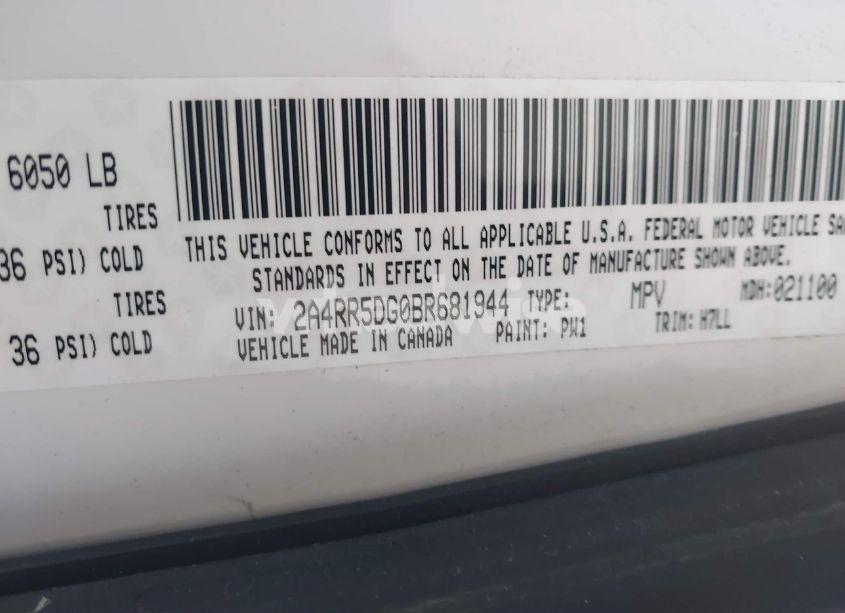 6050 LB
TIRES
36 PSI) COLD
TIRES
36 PSI) COLD
THIS VEHICLE CONFORMS TO ALL APPLICABLE U.S.A. FEDERAL MOTOR VEHICLE SA
STANDARDS IN EFFECT ON THE DATE OF MANUFACTURE SHOWN ABOVE.
VIN: 2A4RR5DG0BR681944 TYPE: MPV MDH:021100
VEHICLE MADE IN CANADA PAINT: PW1 TRIM: H7LL